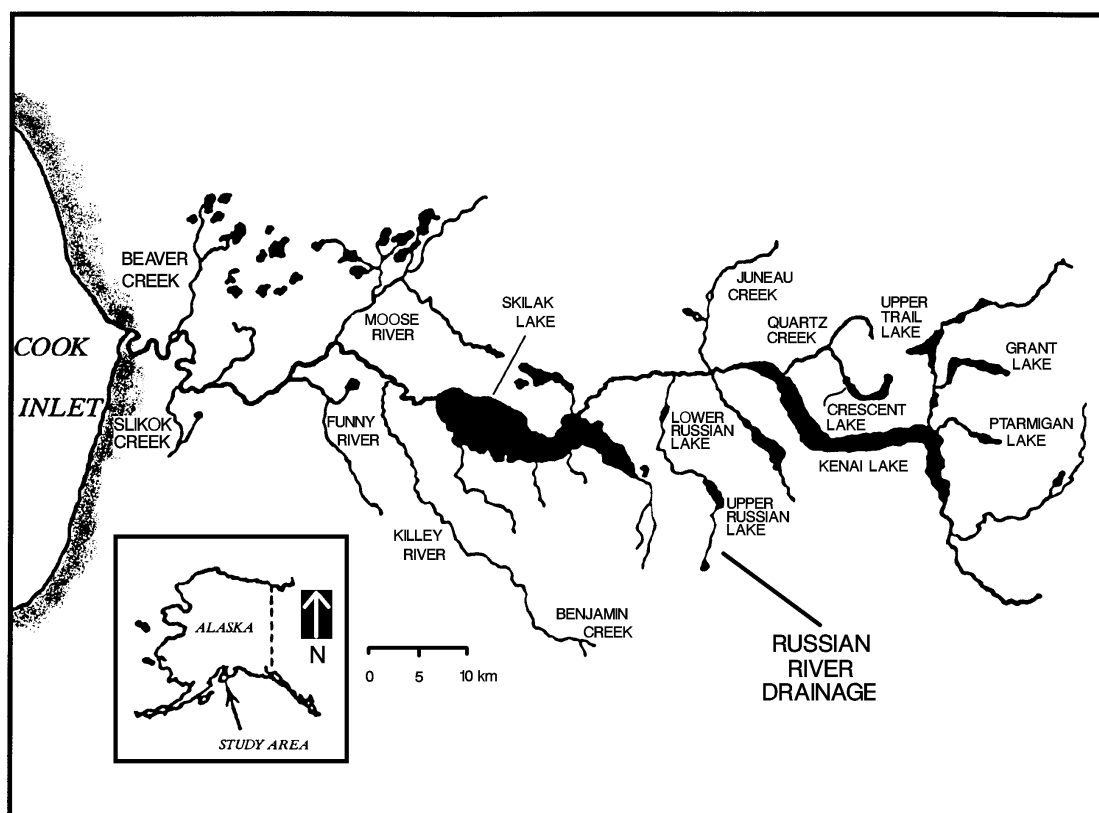 BEAVER
CREEK
COOK
INLET
SLIKOK
CREEK
MOOSE
RIVER
SKILAK
LAKE
FUNNY
RIVER
KILLEY
RIVER
BENJAMIN
CREEK
JUNEAU
CREEK
QUARTZ
CREEK
UPPER
TRAIL
LAKE
GRANT
LAKE
CRESCENT
LAKE
PTARMIGAN
LAKE
KENAI LAKE
LOWER
RUSSIAN
LAKE
UPPER
RUSSIAN
LAKE
RUSSIAN
RIVER
DRAINAGE
ALASKA
N
STUDY AREA
0 5 10 km